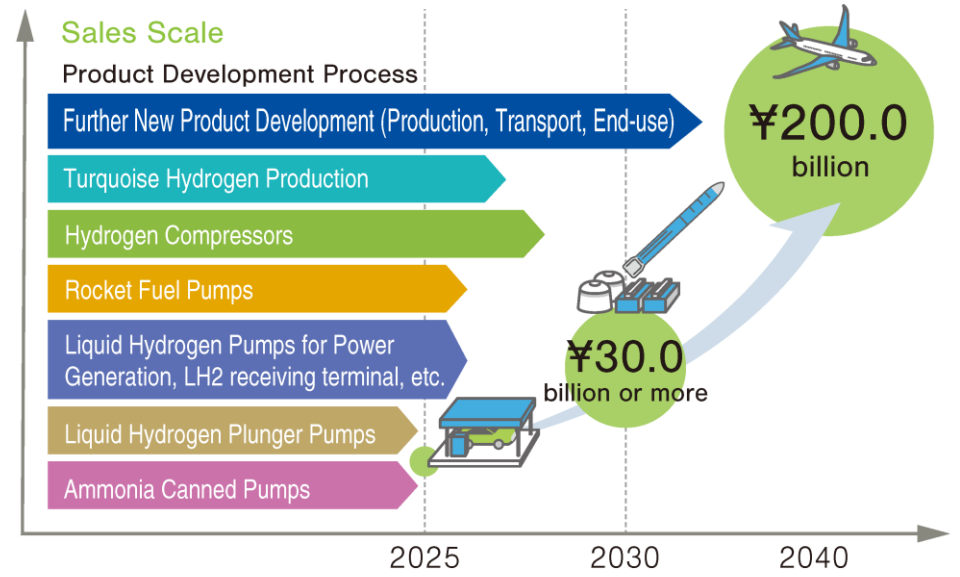 Sales Scale
Product Development Process
Further New Product Development (Production, Transport, End-use)
Turquoise Hydrogen Production
Hydrogen Compressors
Rocket Fuel Pumps
Liquid Hydrogen Pumps for Power
Generation, LH2 receiving terminal, etc.
Liquid Hydrogen Plunger Pumps
Ammonia Canned Pumps
¥200.0
billion
¥30.0
billion or more
2025
2030
2040